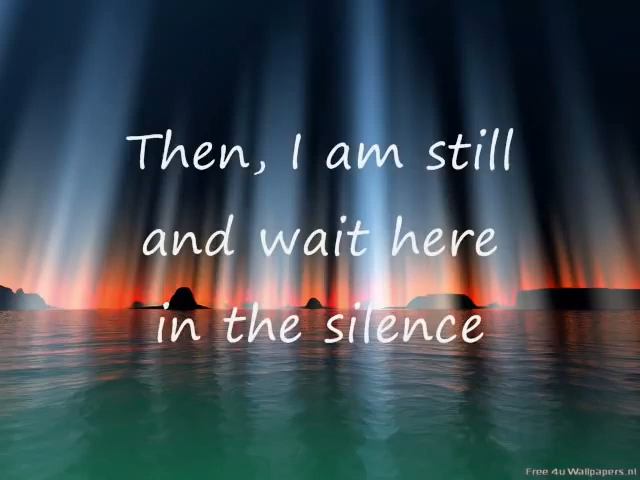 Then, I am still
and wait here
in the silence
Free 4u Wallpapers.nl